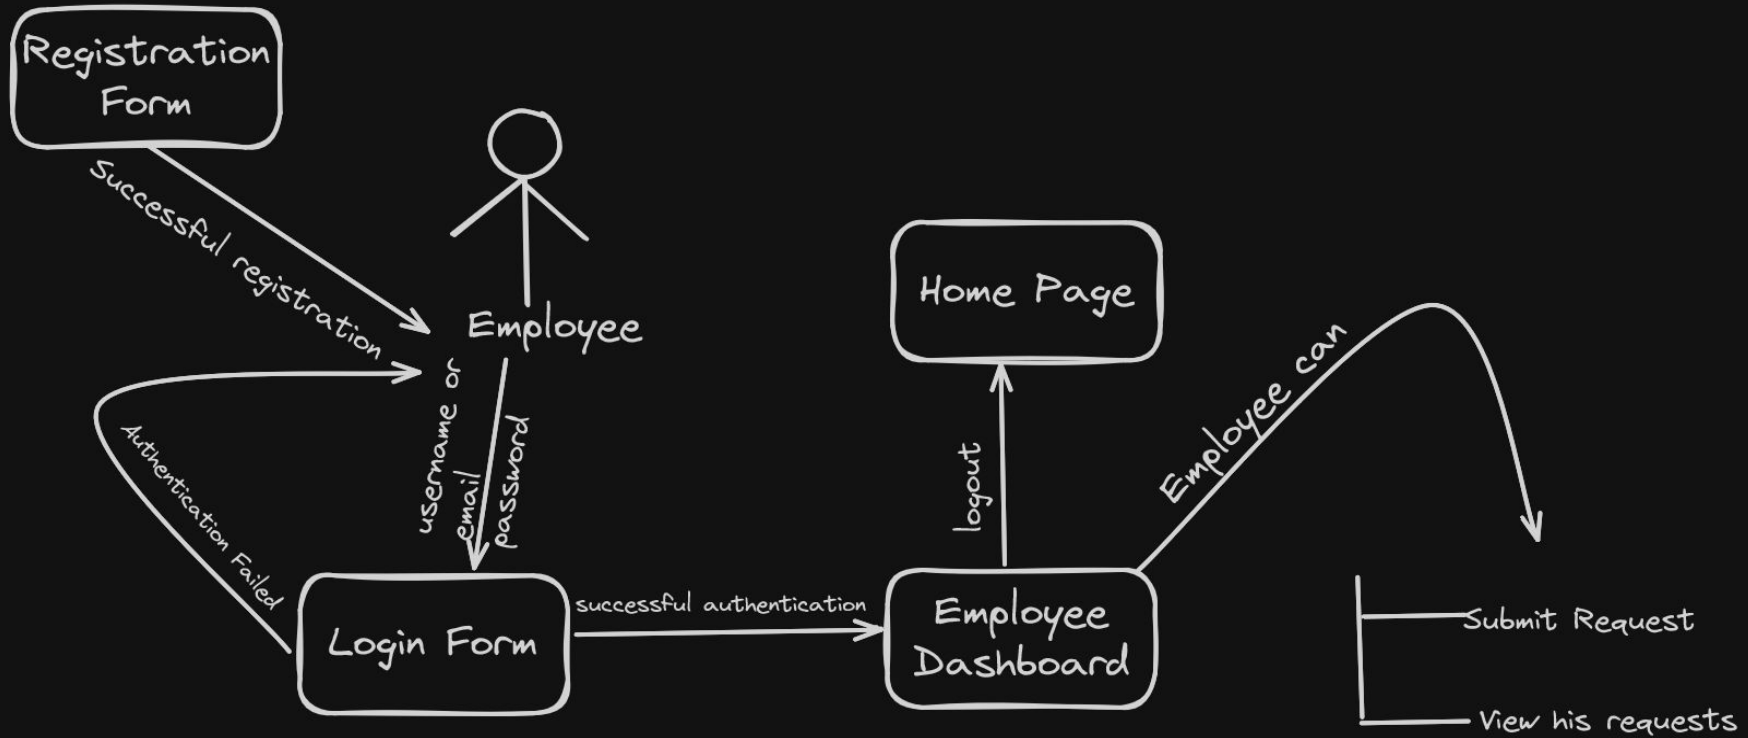 Registration
Form
Successful registration
Employee
username or
email
password
Authentication Failed
Login Form
successful authentication
Home Page
logout
Employee
Dashboard
Employee can
Submit Request
View his requests